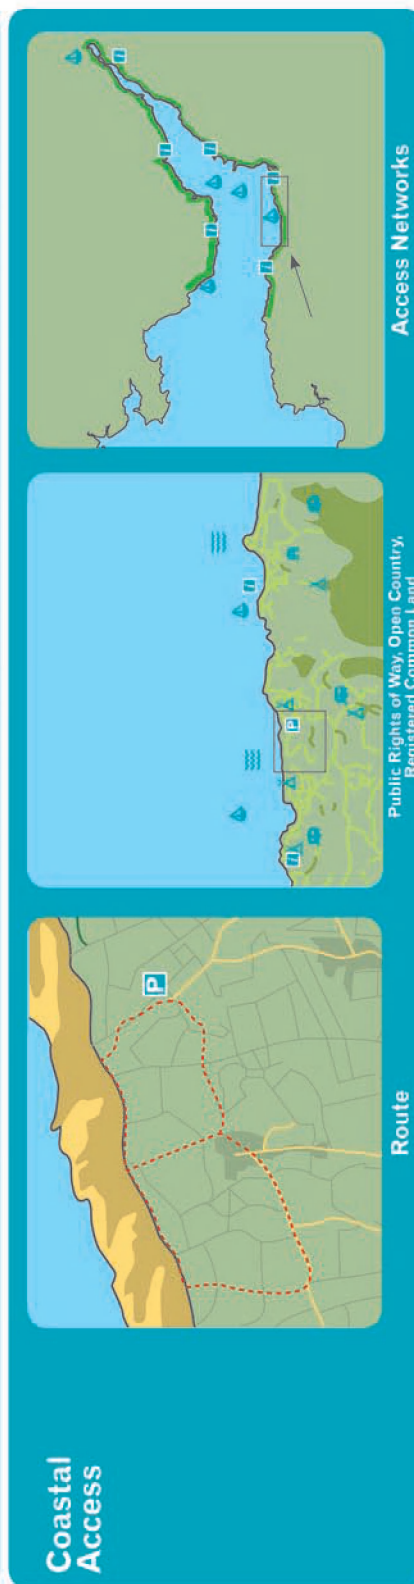 Coastal
Access
Route
P
Public Rights of Way, Open Country,
Registered Common Land
P
Access Networks